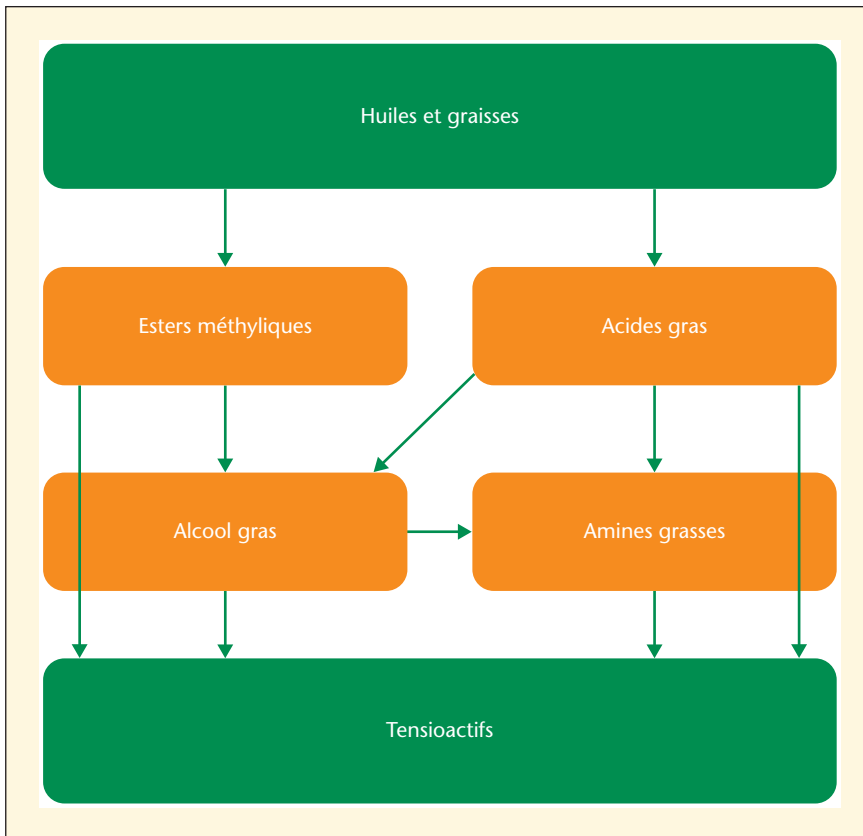 Huiles et graisses
Esters méthyliques
Acides gras
Alcool gras
Amines grasses
Tensioactifs